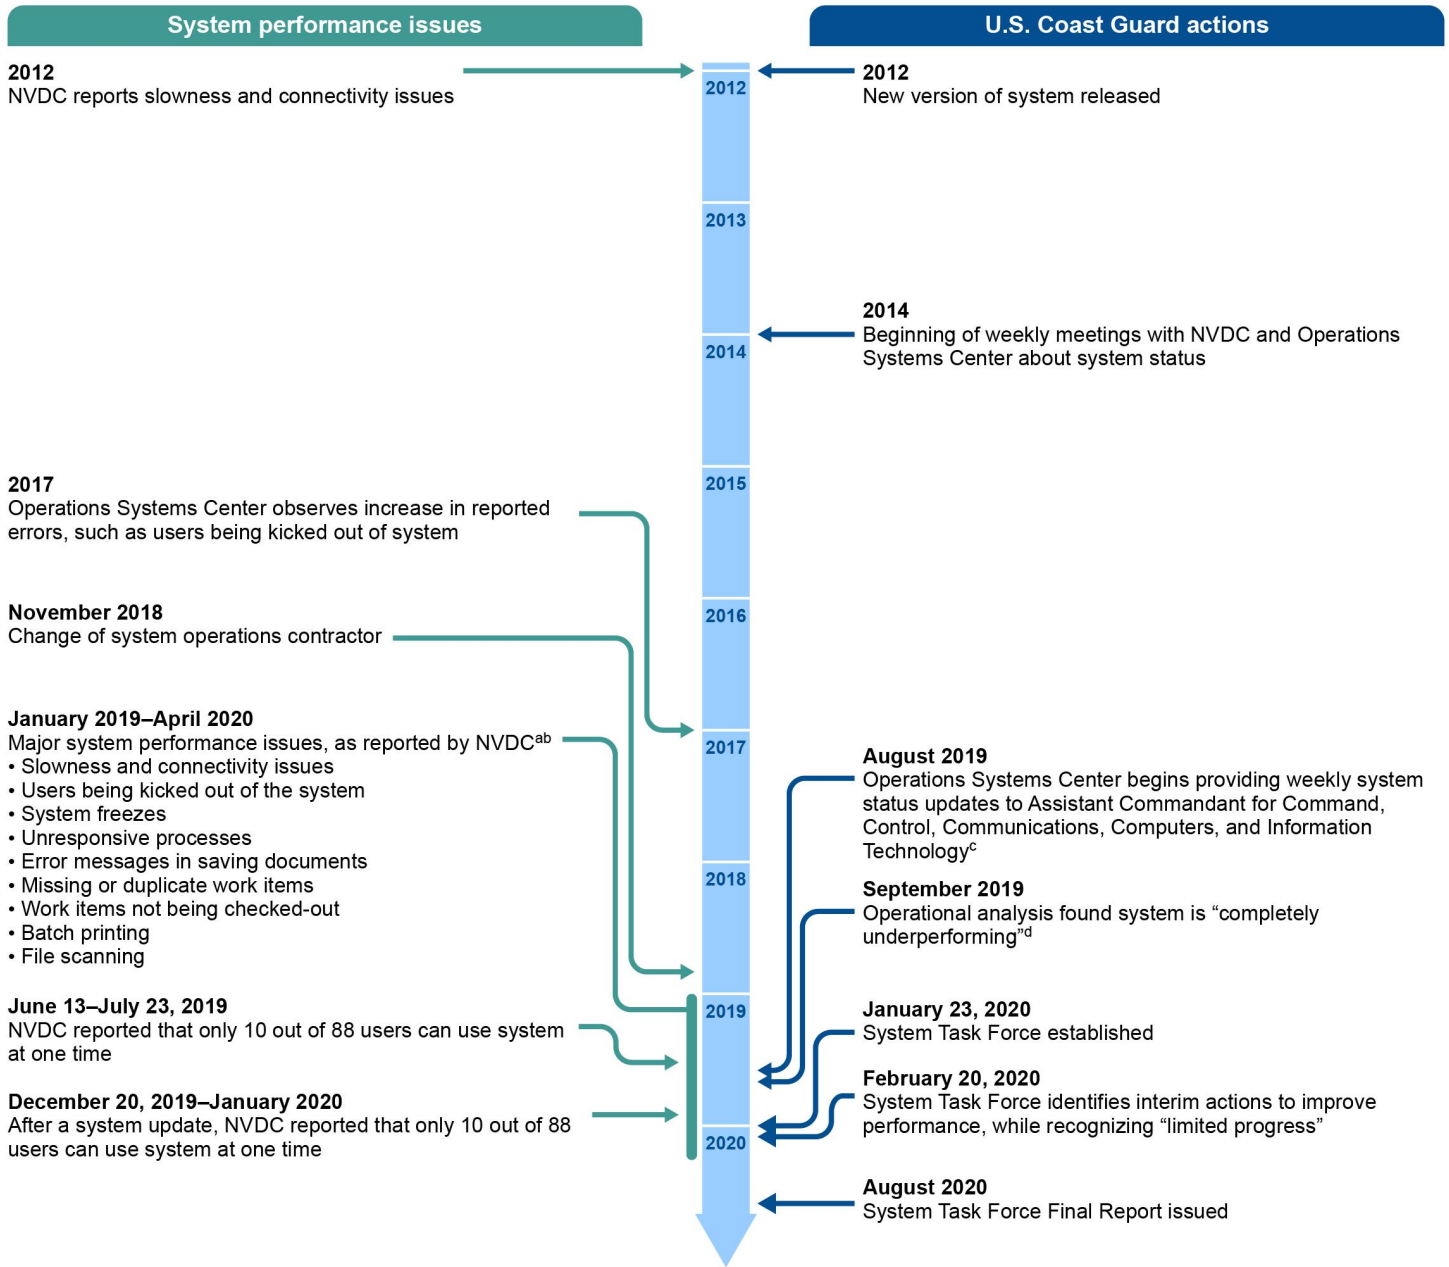 System performance issues
U.S. Coast Guard actions
2012
NVDC reports slowness and connectivity issues
2017
Operations Systems Center observes increase in reported
errors, such as users being kicked out of system
November 2018
Change of system operations contractor
January 2019–April 2020
Major system performance issues, as reported by NVDCab
• Slowness and connectivity issues
• Users being kicked out of the system
• System freezes
• Unresponsive processes
• Error messages in saving documents
• Missing or duplicate work items
• Work items not being checked-out
• Batch printing
• File scanning
June 13–July 23, 2019
NVDC reported that only 10 out of 88 users can use system
at one time
December 20, 2019–January 2020
After a system update, NVDC reported that only 10 out of 88
users can use system at one time
2012
2013
2014
2015
2016
2017
2018
2019
2020
2012
New version of system released
2014
Beginning of weekly meetings with NVDC and Operations
Systems Center about system status
August 2019
Operations Systems Center begins providing weekly system
status updates to Assistant Commandant for Command,
Control, Communications, Computers, and Information
Technologyc
September 2019
Operational analysis found system is “completely
underperforming”d
January 23, 2020
System Task Force established
February 20, 2020
System Task Force identifies interim actions to improve
performance, while recognizing “limited progress”
August 2020
System Task Force Final Report issued